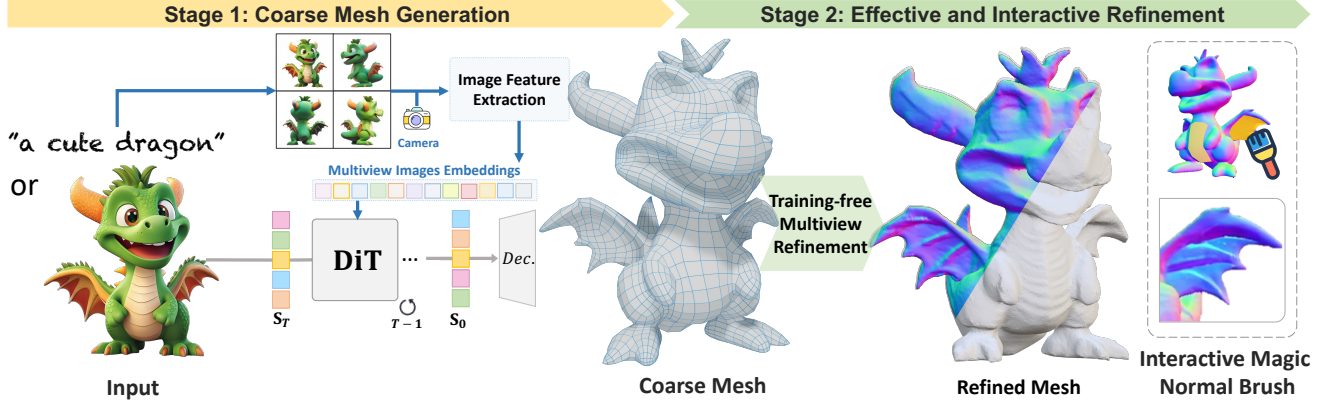 Stage 1: Coarse Mesh Generation
Stage 2: Effective and Interactive Refinement
"a cute dragon"
or
Camera
Image Feature
Extraction
Multiview Images Embeddings
DiT
...
Dec.
S_T
T − 1
S_0
Training-free
Multiview
Refinement
Input
Coarse Mesh
Refined Mesh
Interactive Magic
Normal Brush